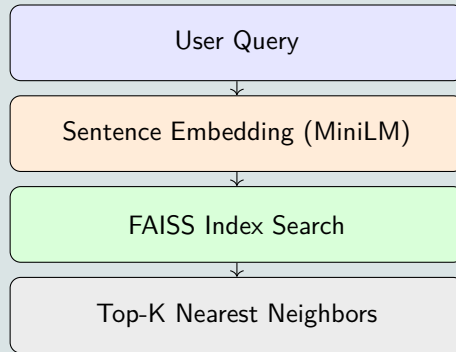 User Query
Sentence Embedding (MiniLM)
FAISS Index Search
Top-K Nearest Neighbors